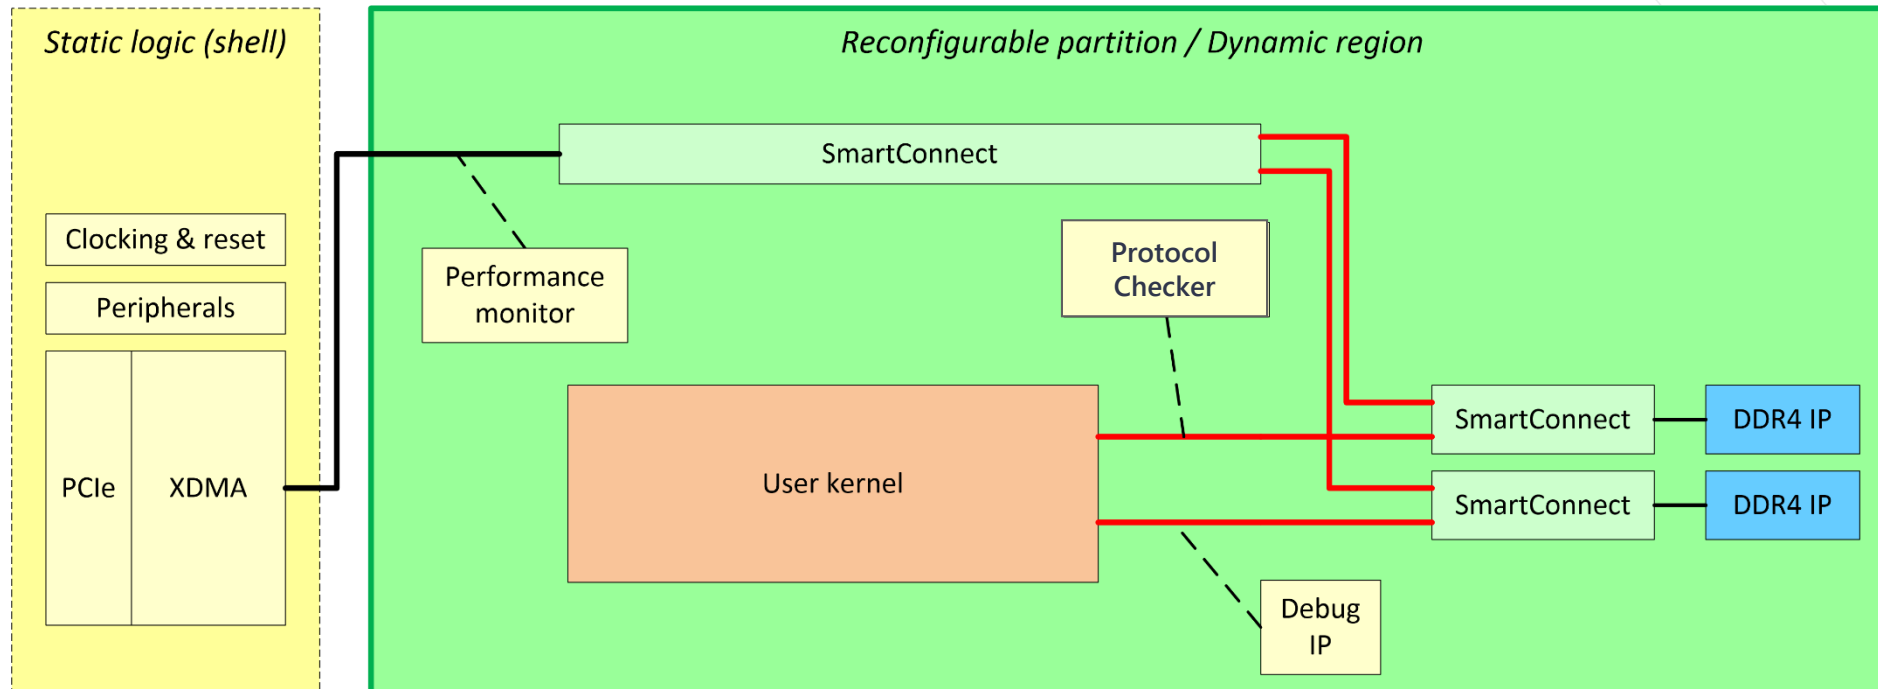 Static logic (shell)
Reconfigurable partition / Dynamic region
SmartConnect
Clocking & reset
Peripherals
PCIe
XDMA
Performance
monitor
Protocol
Checker
User kernel
SmartConnect
DDR4 IP
SmartConnect
DDR4 IP
Debug
IP